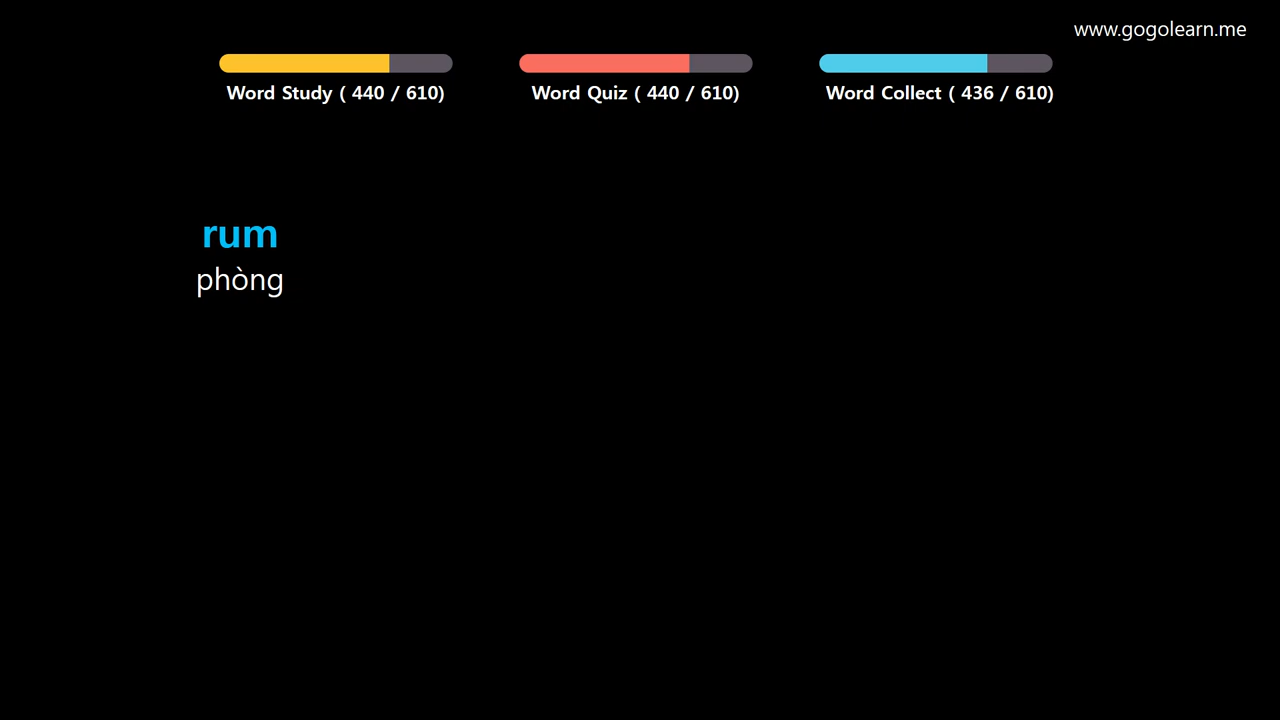 www.gogolearn.me
Word Study ( 440 / 610)
Word Quiz ( 440 / 610)
Word Collect ( 436 / 610)
rum
phòng